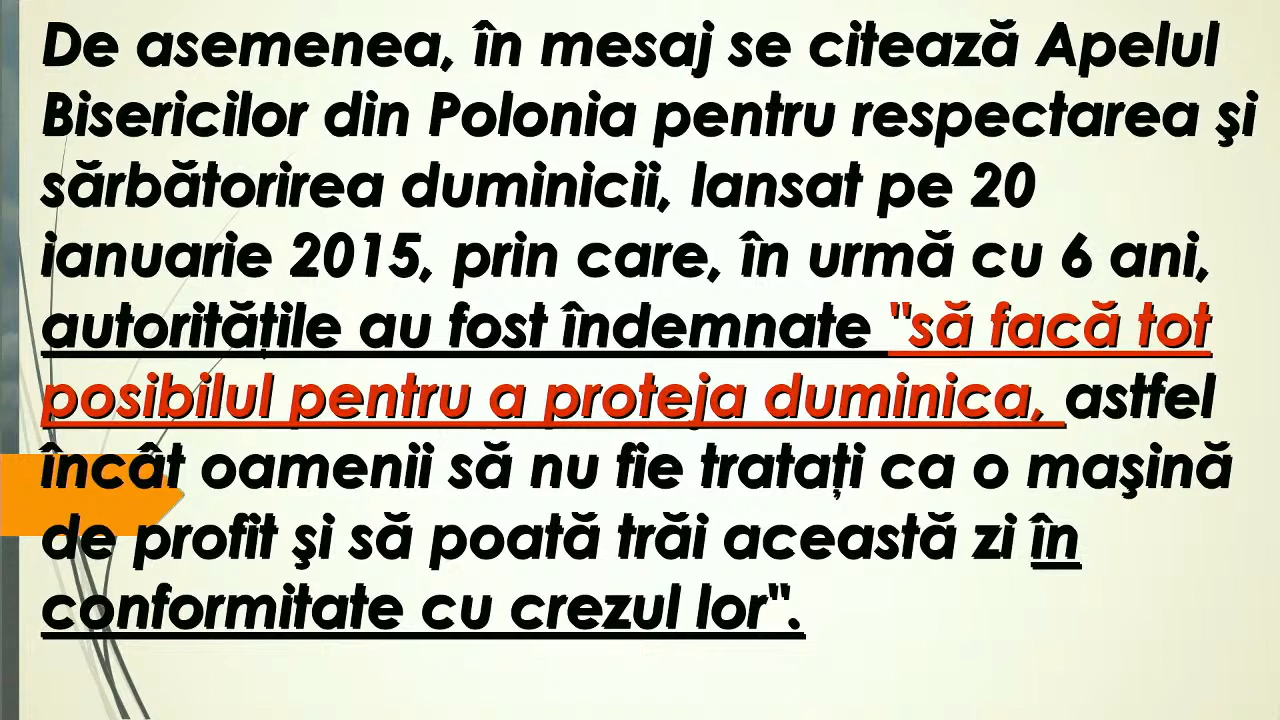 De asemenea, în mesaj se citează Apelul
Bisericilor din Polonia pentru respectarea şi
sărbătorirea duminicii, lansat pe 20
ianuarie 2015, prin care, în urmă cu 6 ani,
autorităţile au fost îndemnate "să facă tot
posibilul pentru a proteja duminica, astfel
încât oamenii să nu fie trataţi ca o maşină
de profit şi să poată trăi această zi în
conformitate cu crezul lor".